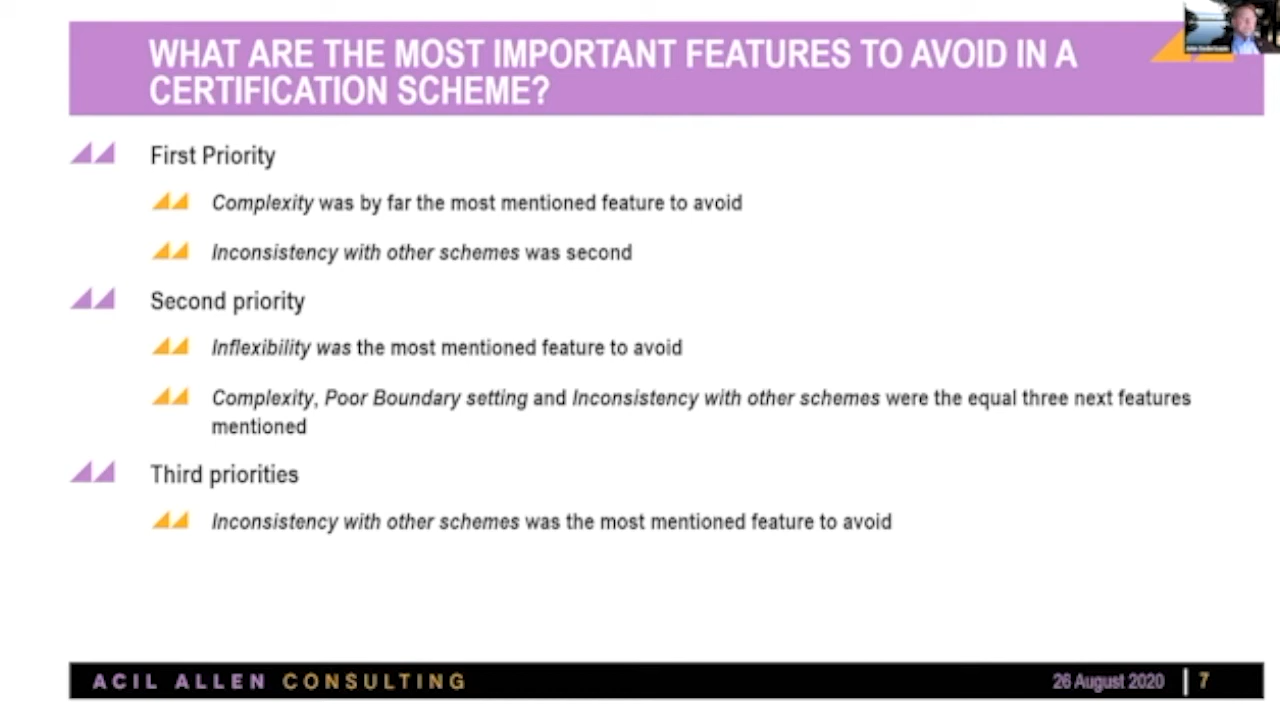 WHAT ARE THE MOST IMPORTANT FEATURES TO AVOID IN A
CERTIFICATION SCHEME?
First Priority
Complexity was by far the most mentioned feature to avoid
Inconsistency with other schemes was second
Second priority
Inflexibility was the most mentioned feature to avoid
Complexity, Poor Boundary setting and Inconsistency with other schemes were the equal three next features
mentioned
Third priorities
Inconsistency with other schemes was the most mentioned feature to avoid
ACIL ALLEN CONSULTING
26 August 2020 | 7